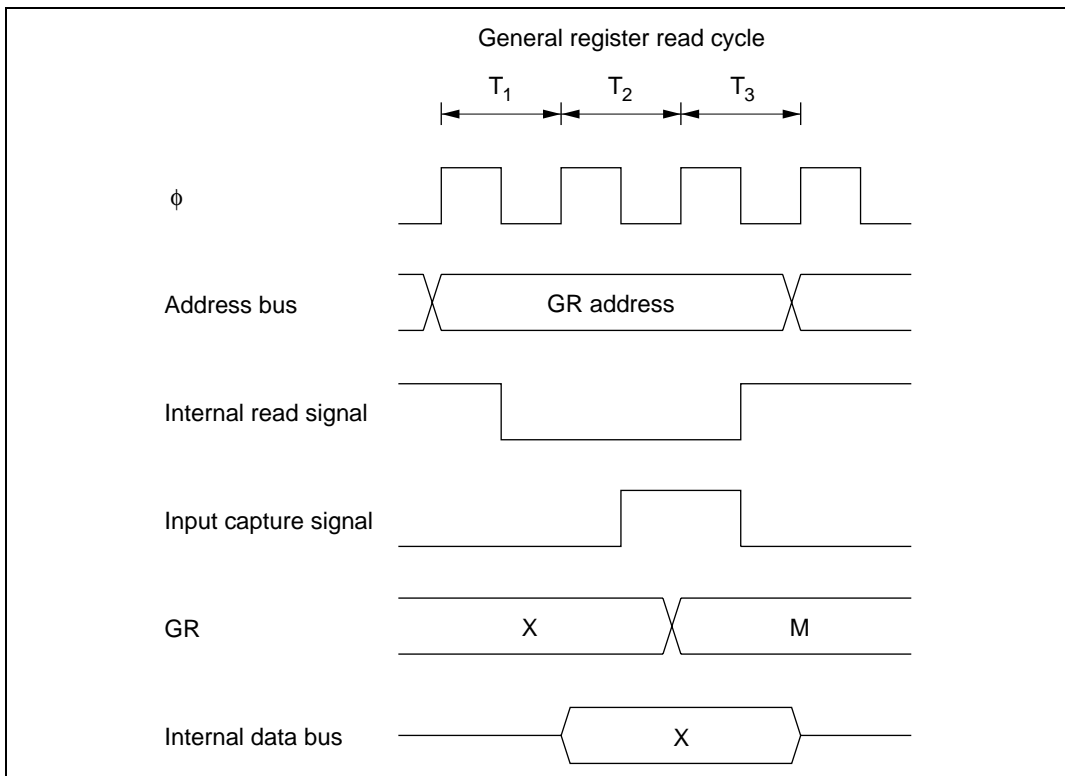 General register read cycle
T1 T2 T3
ϕ
Address bus GR address
Internal read signal
Input capture signal
GR X M
Internal data bus X